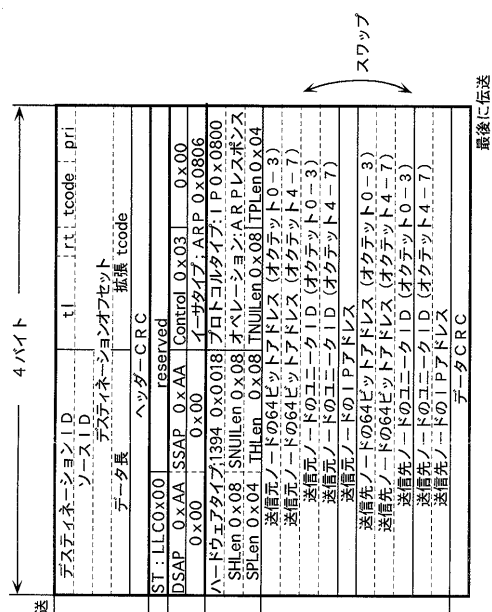 4バイト
デスティネーションID tl rt tcode pri
ソースID
デスティネーションオフセット
データ長 拡張 tcode
ヘッダーCRC
ST:LLC0x00 reserved
DSAP 0xAA SSAP 0xAA Control 0x03 0x00
0x00 0x00 イーサタイプ:ARP 0x0806
ハードウェアタイプ:1394 0x0018 プロトコルタイプ:IP0x0800
SHLen 0x08 SNUILen 0x08 オペレーション:ARPレスポンス
SPLen 0x04 THLen 0x08 TNUILen 0x08 TPLen 0x04
送信元ノードの64ビットアドレス(オクテット0-3)
送信元ノードの64ビットアドレス(オクテット4-7)
送信元ノードのユニークID(オクテット0-3)
送信元ノードのユニークID(オクテット4-7)
送信元ノードのIPアドレス
送信先ノードの64ビットアドレス(オクテット0-3)
送信先ノードの64ビットアドレス(オクテット4-7)
送信先ノードのユニークID(オクテット0-3)
送信先ノードのユニークID(オクテット4-7)
送信先ノードのIPアドレス
データCRC
スワップ
最後に伝送
送